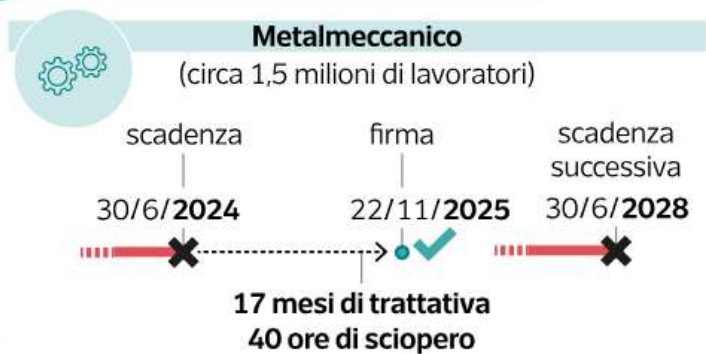 Metalmeccanico
(circa 1,5 milioni di lavoratori)
scadenza
firma
scadenza
successiva
30/6/2024
22/11/2025
30/6/2028
17 mesi di trattativa
40 ore di sciopero